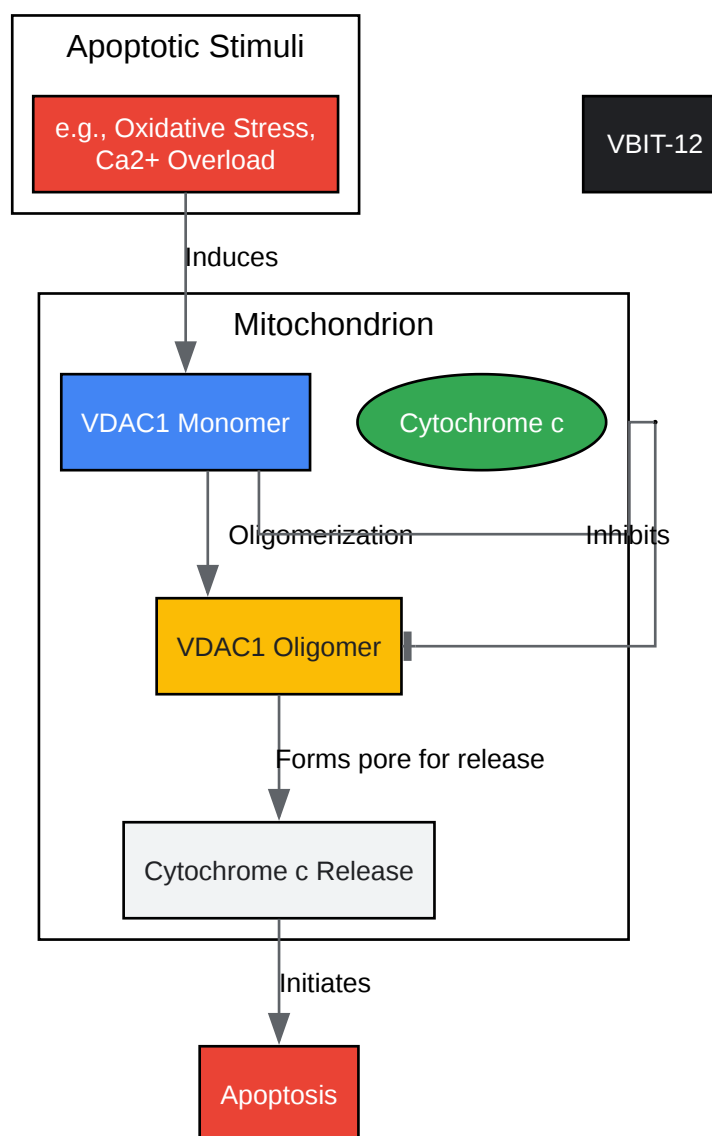 Apoptotic Stimuli
e.g., Oxidative Stress,
Ca2+ Overload
VBIT-12
Induces
Mitochondrion
VDAC1 Monomer
Cytochrome c
Oligomerization
Inhibits
VDAC1 Oligomer
Forms pore for release
Cytochrome c Release
Initiates
Apoptosis